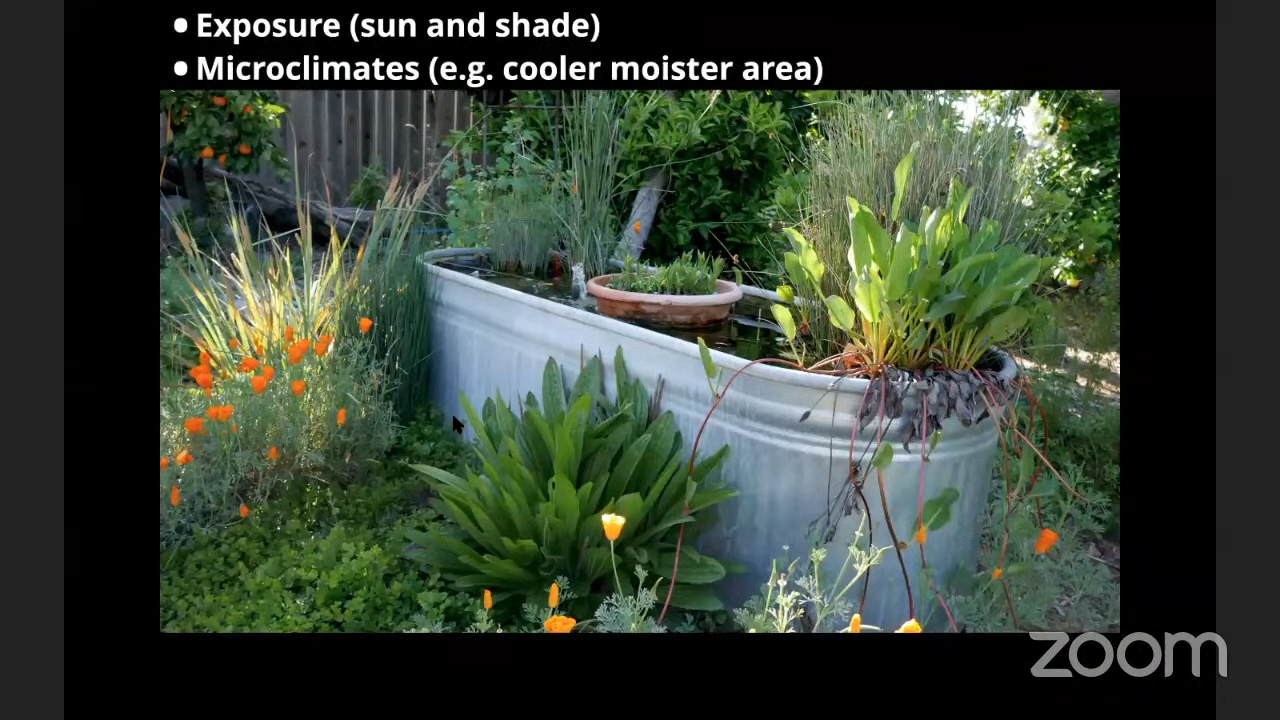 • Exposure (sun and shade)
• Microclimates (e.g. cooler moister area)
zoom